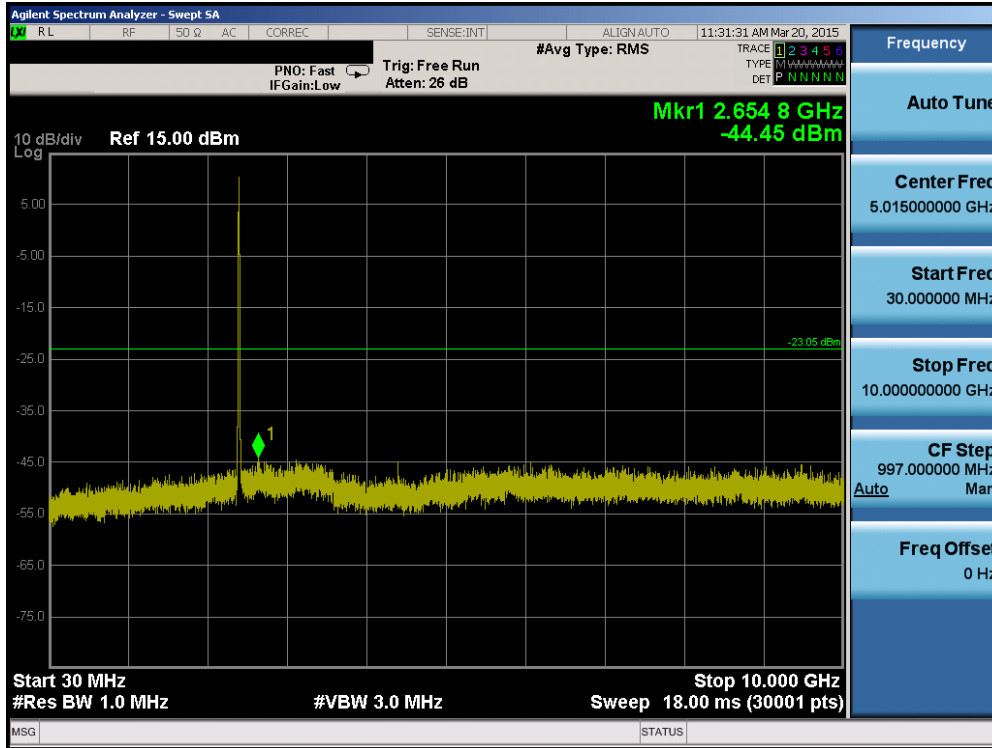 Agilent Spectrum Analyzer - Swept SA
LXI RL RF 50 Ω AC CORREC SENSE:INT ALIGN AUTO 11:31:31 AM Mar 20, 2015
#Avg Type: RMS TRACE 1 2 3 4 5 6
PNO: Fast Trig: Free Run TYPE M WWWWW
IFGain:Low Atten: 26 dB DET P N N N N N
Mkr1 2.654 8 GHz
10 dB/div Ref 15.00 dBm -44.45 dBm
Log
5.00
-5.00
-15.0
-23.05 dBm
-25.0
-35.0
1
-45.0
-55.0
-65.0
-75.0
Start 30 MHz Stop 10.000 GHz
#Res BW 1.0 MHz #VBW 3.0 MHz Sweep 18.00 ms (30001 pts)
MSG STATUS
Frequency
Auto Tune
Center Freq
5.015000000 GHz
Start Freq
30.000000 MHz
Stop Freq
10.000000000 GHz
CF Step
997.000000 MHz
Auto Man
Freq Offset
0 Hz